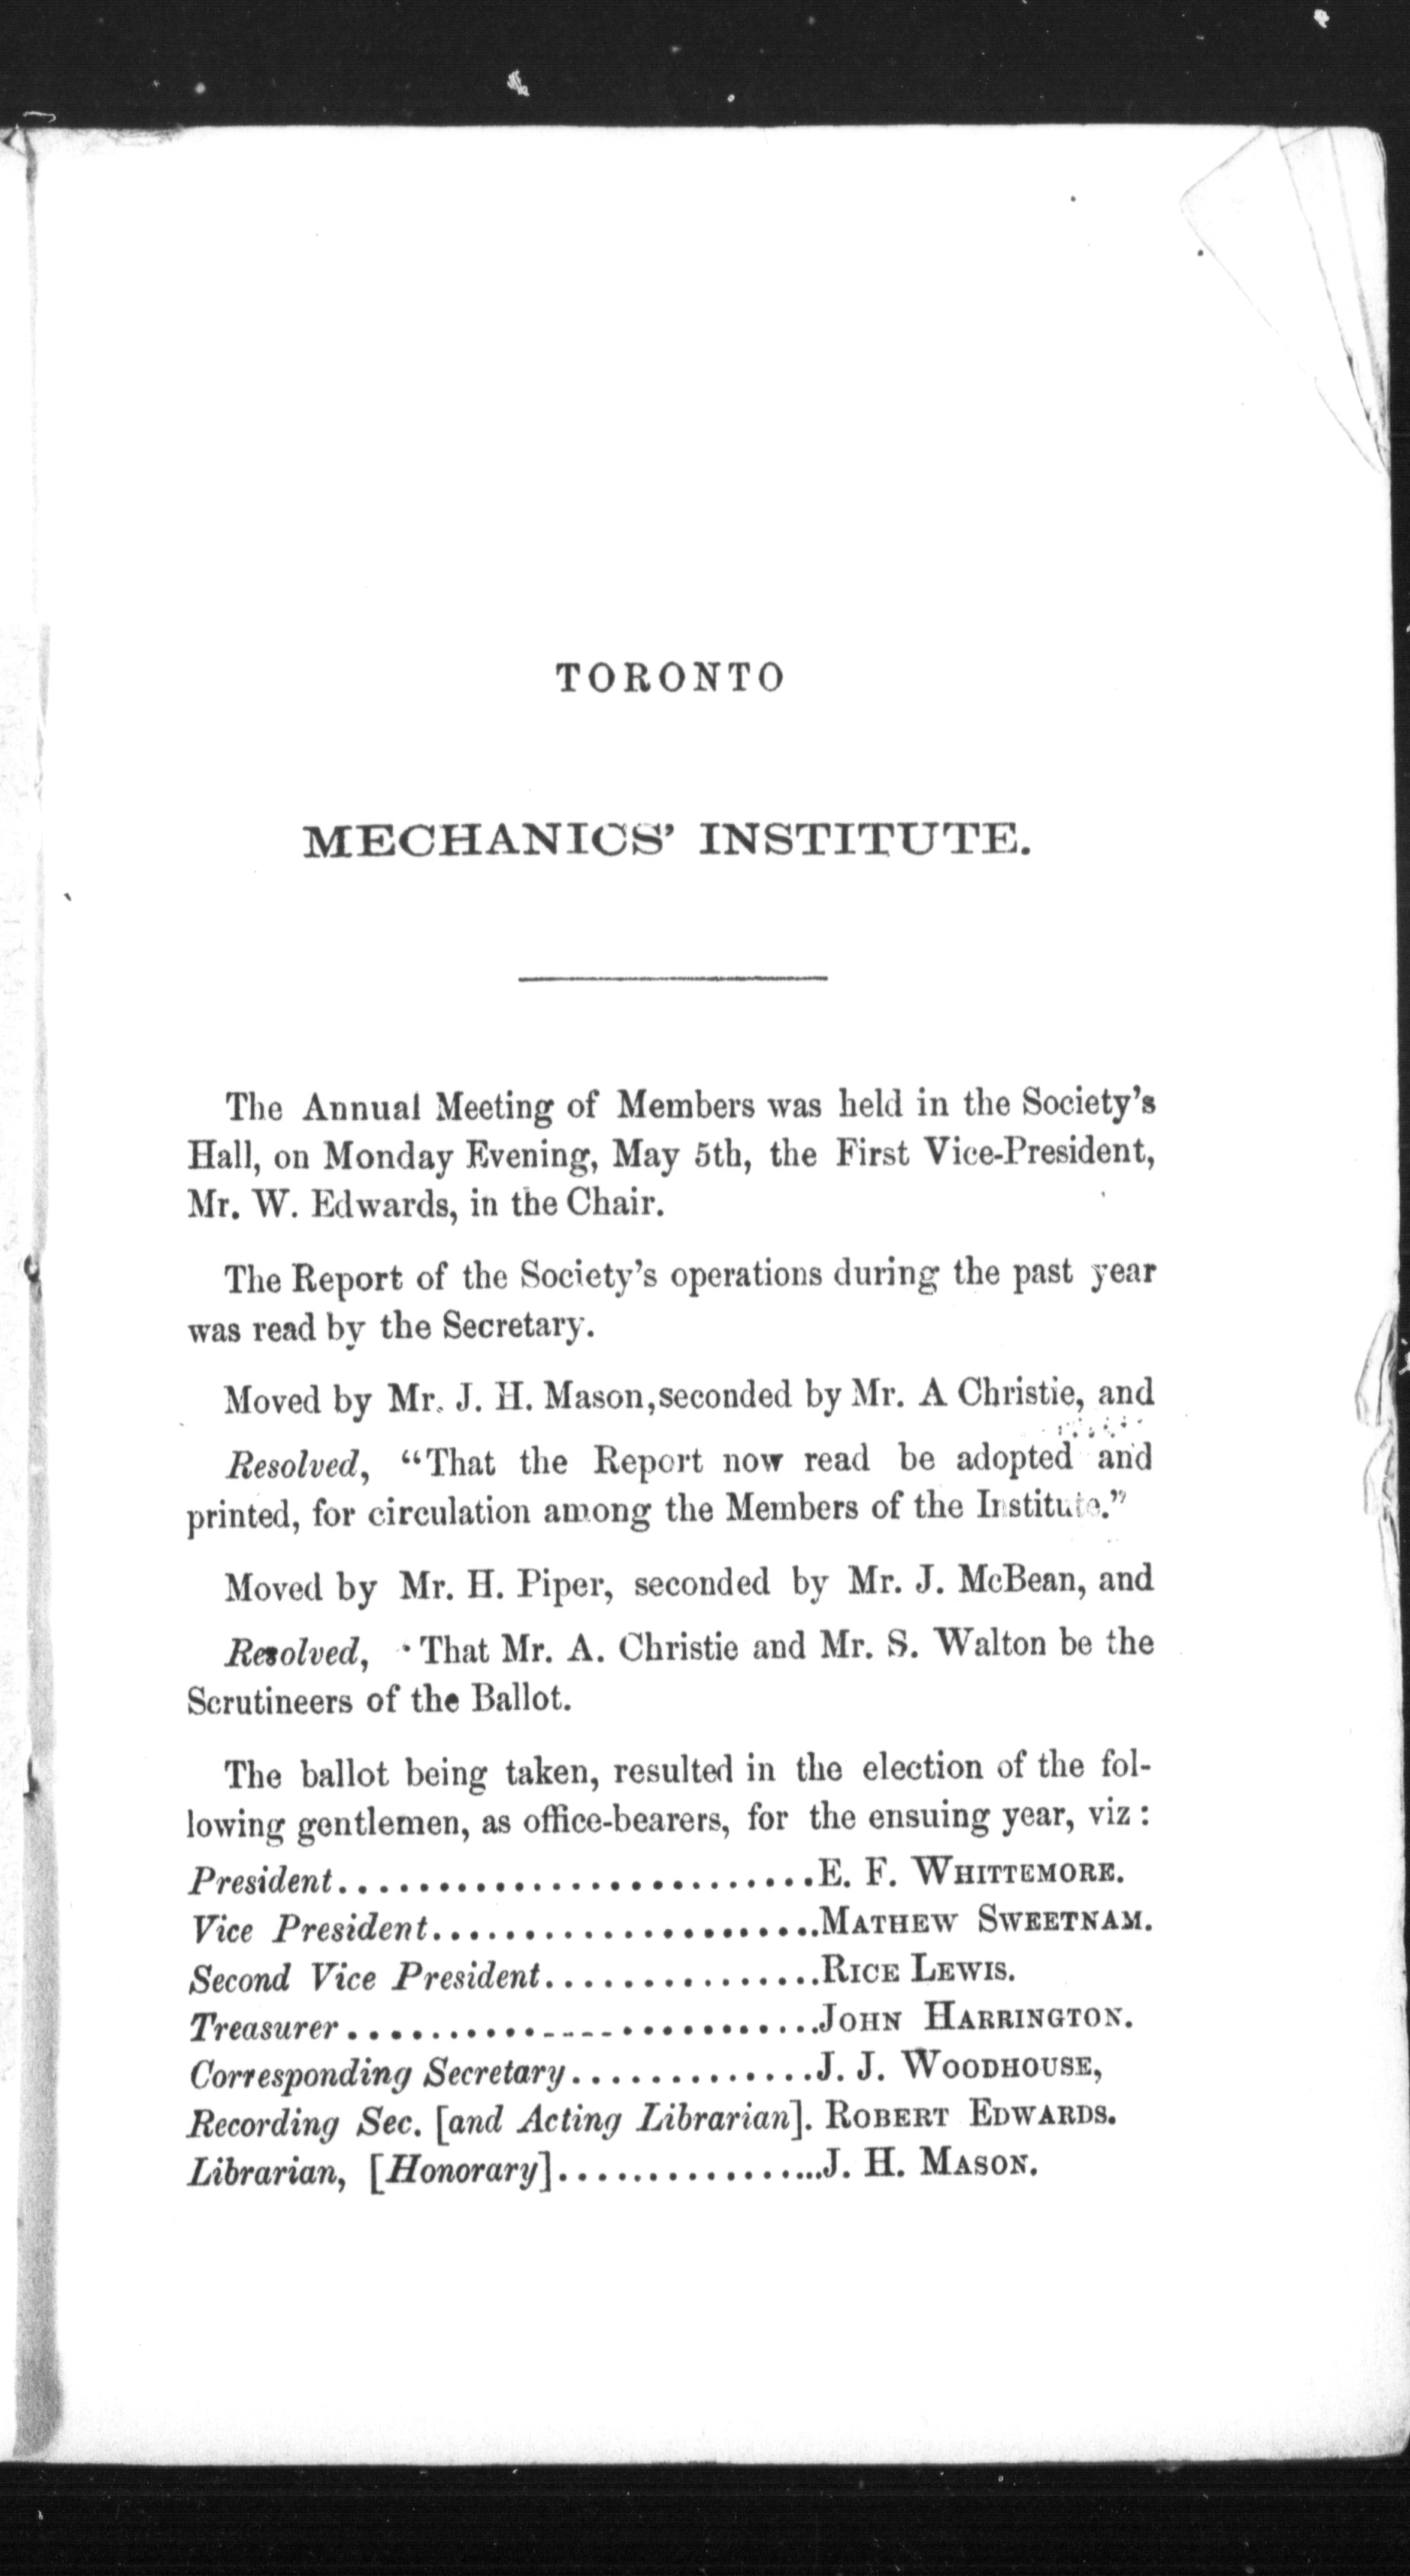 TORONTO
MECHANICS' INSTITUTE.
The Annual Meeting of Members was held in the Society's
Hall, on Monday Evening, May 5th, the First Vice-President,
Mr. W. Edwards, in the Chair.
The Report of the Society's operations during the past year
was read by the Secretary.
Moved by Mr. J. H. Mason, seconded by Mr. A Christie, and
Resolved, “That the Report now read be adopted and
printed, for circulation among the Members of the Institute.”
Moved by Mr. H. Piper, seconded by Mr. J. McBean, and
Resolved, That Mr. A. Christie and Mr. S. Walton be the
Scrutineers of the Ballot.
The ballot being taken, resulted in the election of the fol-
lowing gentlemen, as office-bearers, for the ensuing year, viz :
President........................E. F. WHITTEMORE.
Vice President....................MATHEW SWEETNAM.
Second Vice President..............RICE LEWIS.
Treasurer..........----...........JOHN HARRINGTON.
Corresponding Secretary.............J. J. WOODHOUSE,
Recording Sec. [and Acting Librarian]. ROBERT EDWARDS.
Librarian, [Honorary]...............J. H. MASON.